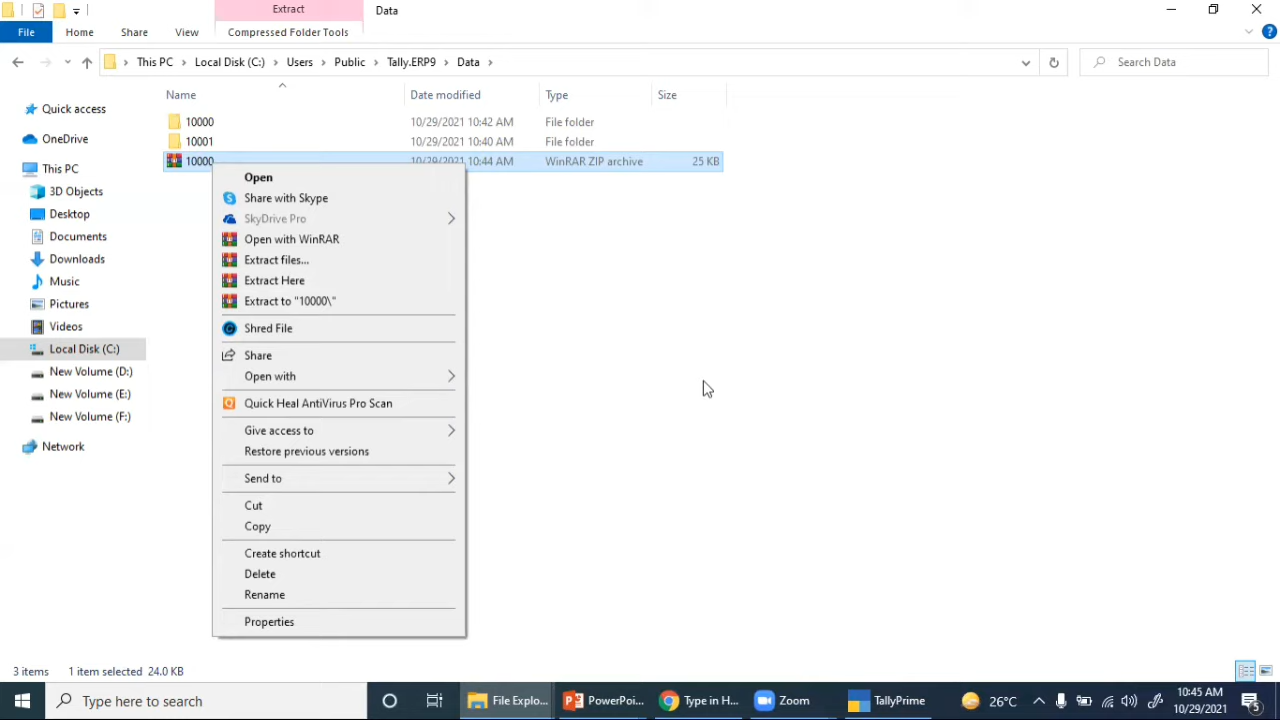 Extract
Data
File
Home
Share
View
Compressed Folder Tools
This PC
Local Disk (C:)
Users
Public
Tally.ERP9
Data
Search Data
Name
Date modified
Type
Size
10000
10/29/2021 10:42 AM
File folder
10001
10/29/2021 10:40 AM
File folder
10000
10/29/2021 10:44 AM
WinRAR ZIP archive
25 KB
Quick access
OneDrive
This PC
3D Objects
Desktop
Documents
Downloads
Music
Pictures
Videos
Local Disk (C:)
New Volume (D:)
New Volume (E:)
New Volume (F:)
Network
Open
Share with Skype
SkyDrive Pro
Open with WinRAR
Extract files...
Extract Here
Extract to "10000\"
Shred File
Share
Open with
Quick Heal AntiVirus Pro Scan
Give access to
Restore previous versions
Send to
Cut
Copy
Create shortcut
Delete
Rename
Properties
3 items
1 item selected 24.0 KB
Type here to search
File Explo...
PowerPoi...
Type in H...
Zoom
TallyPrime
26°C
10:45 AM
10/29/2021
5